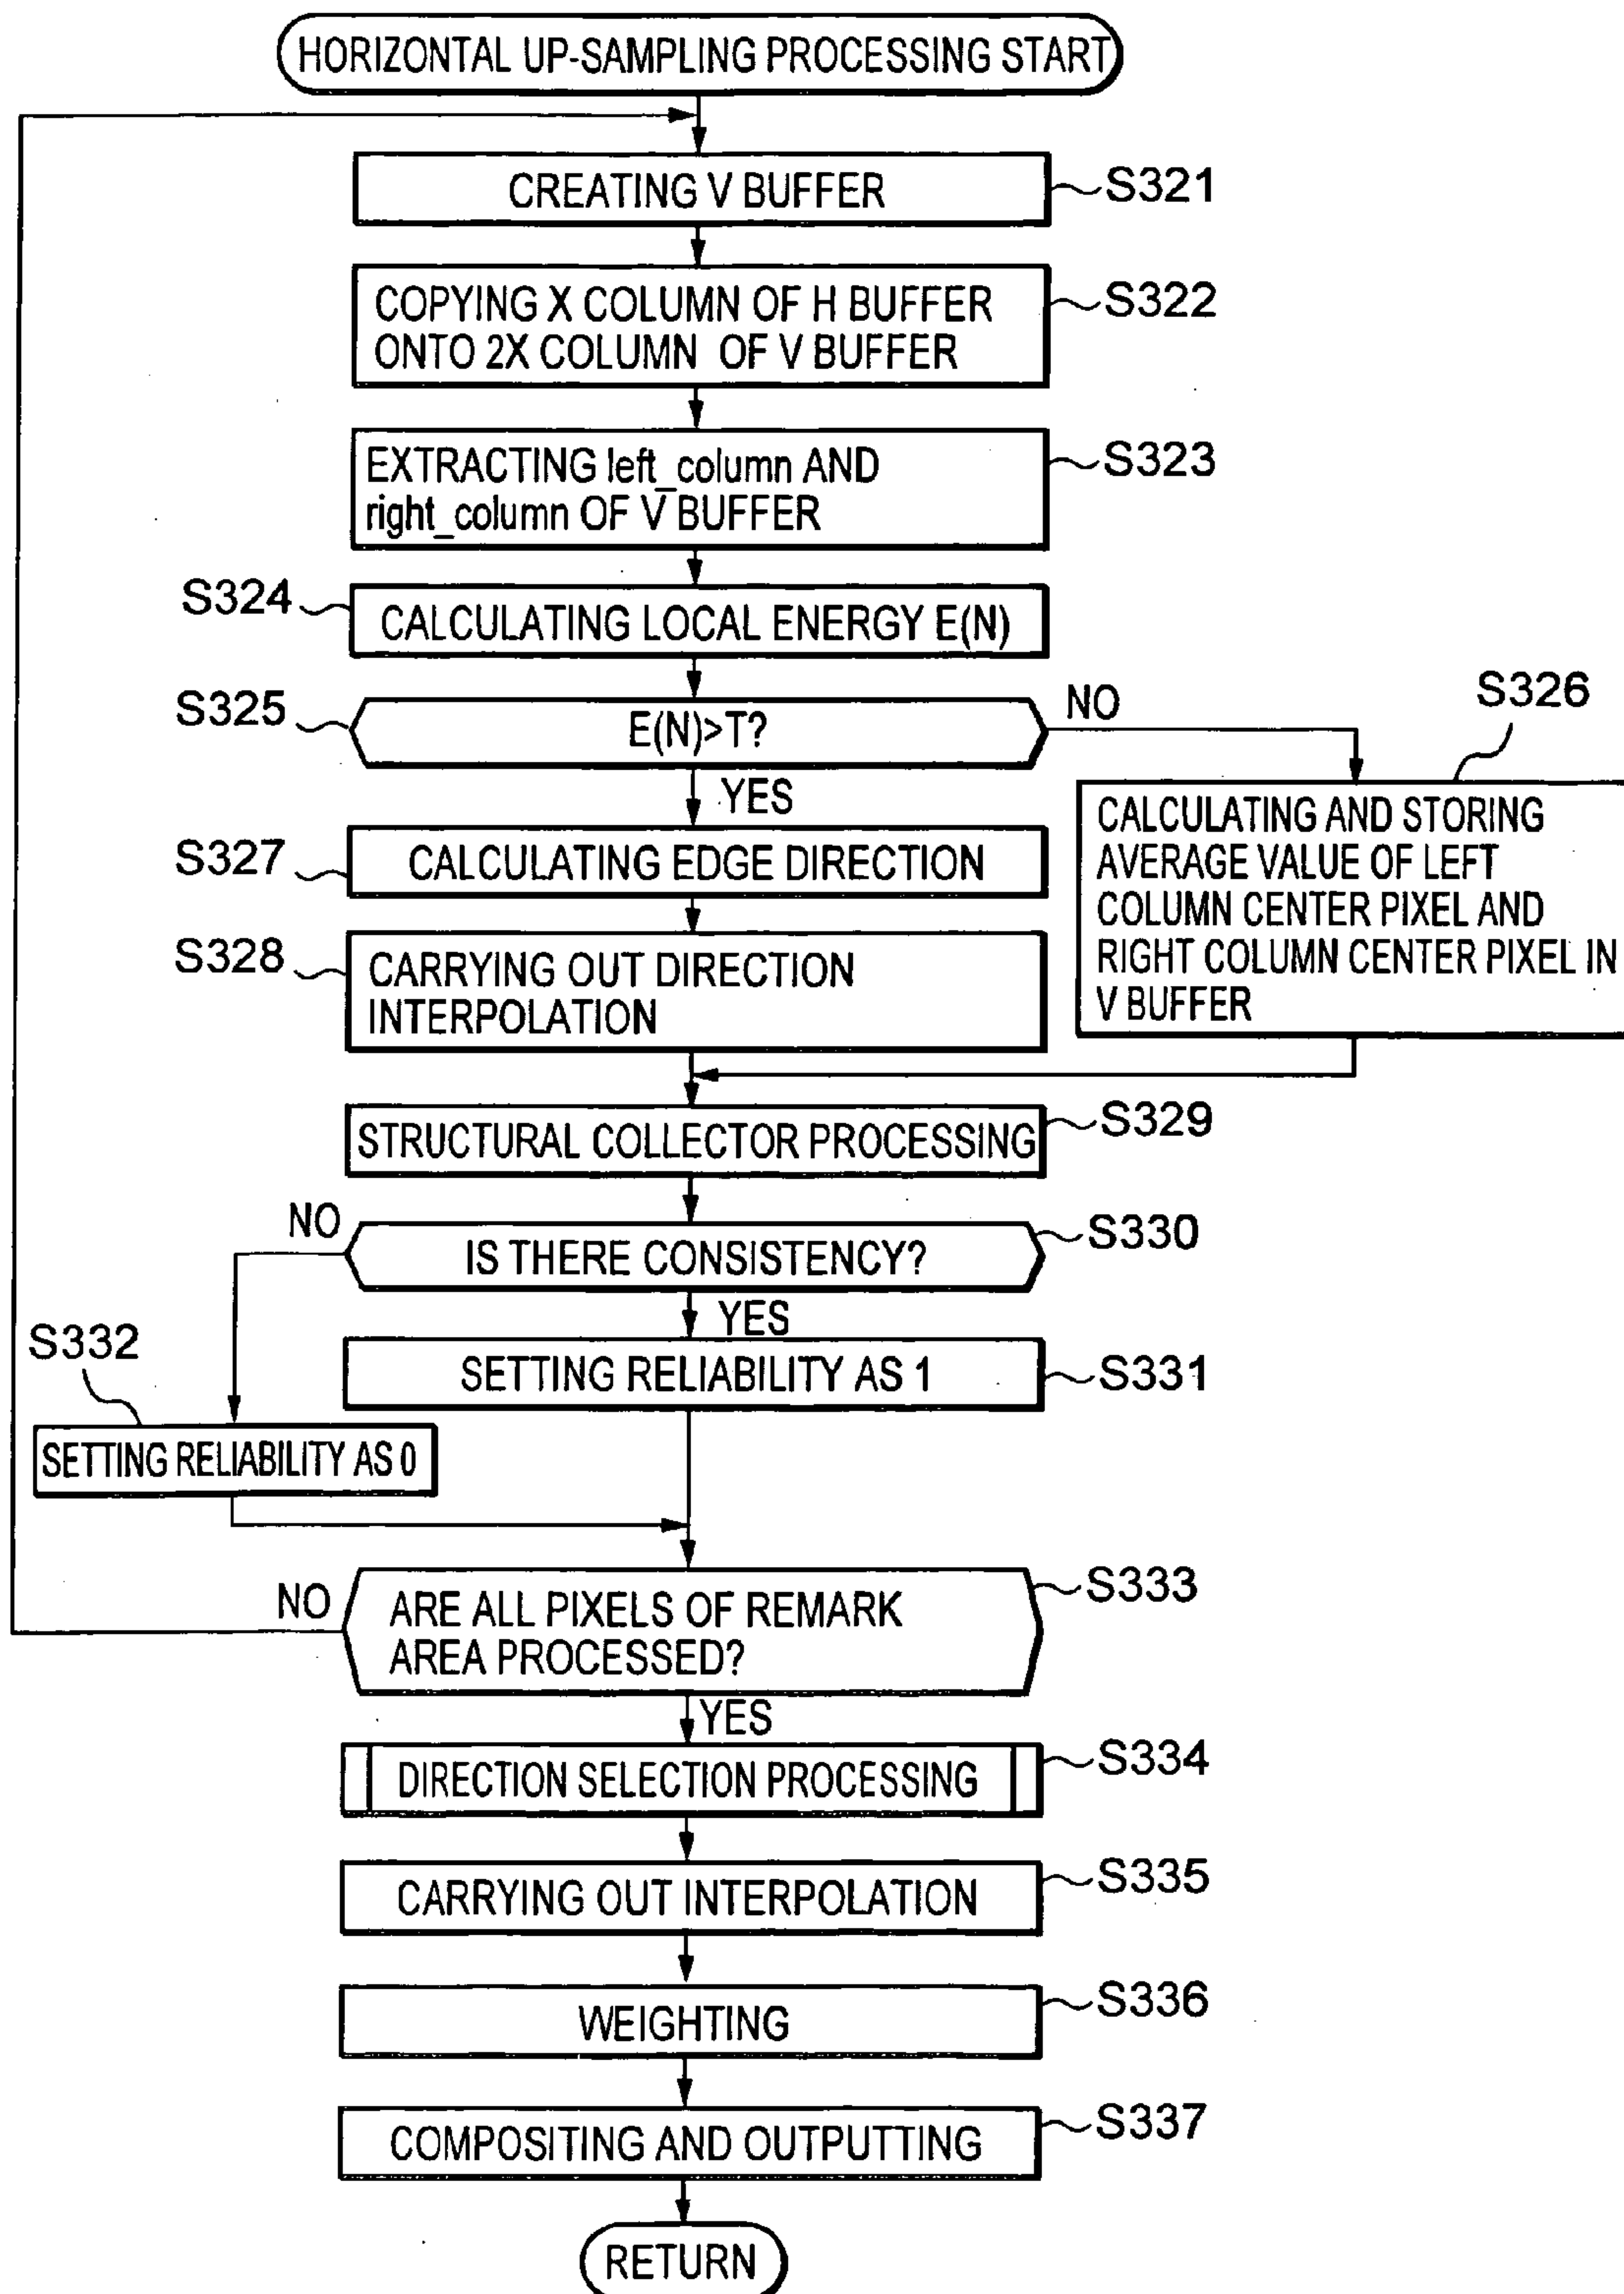 HORIZONTAL UP-SAMPLING PROCESSING START
CREATING V BUFFER
S321
COPYING X COLUMN OF H BUFFER
ONTO 2X COLUMN OF V BUFFER
S322
EXTRACTING left_column AND
right_column OF V BUFFER
S323
S324
CALCULATING LOCAL ENERGY E(N)
S325
E(N)>T?
NO
S326
YES
CALCULATING AND STORING
AVERAGE VALUE OF LEFT
COLUMN CENTER PIXEL AND
RIGHT COLUMN CENTER PIXEL IN
V BUFFER
S327
CALCULATING EDGE DIRECTION
S328
CARRYING OUT DIRECTION
INTERPOLATION
STRUCTURAL COLLECTOR PROCESSING
S329
NO
IS THERE CONSISTENCY?
S330
YES
S332
SETTING RELIABILITY AS 1
S331
SETTING RELIABILITY AS 0
NO
ARE ALL PIXELS OF REMARK
AREA PROCESSED?
S333
YES
DIRECTION SELECTION PROCESSING
S334
CARRYING OUT INTERPOLATION
S335
WEIGHTING
S336
COMPOSITING AND OUTPUTTING
S337
RETURN